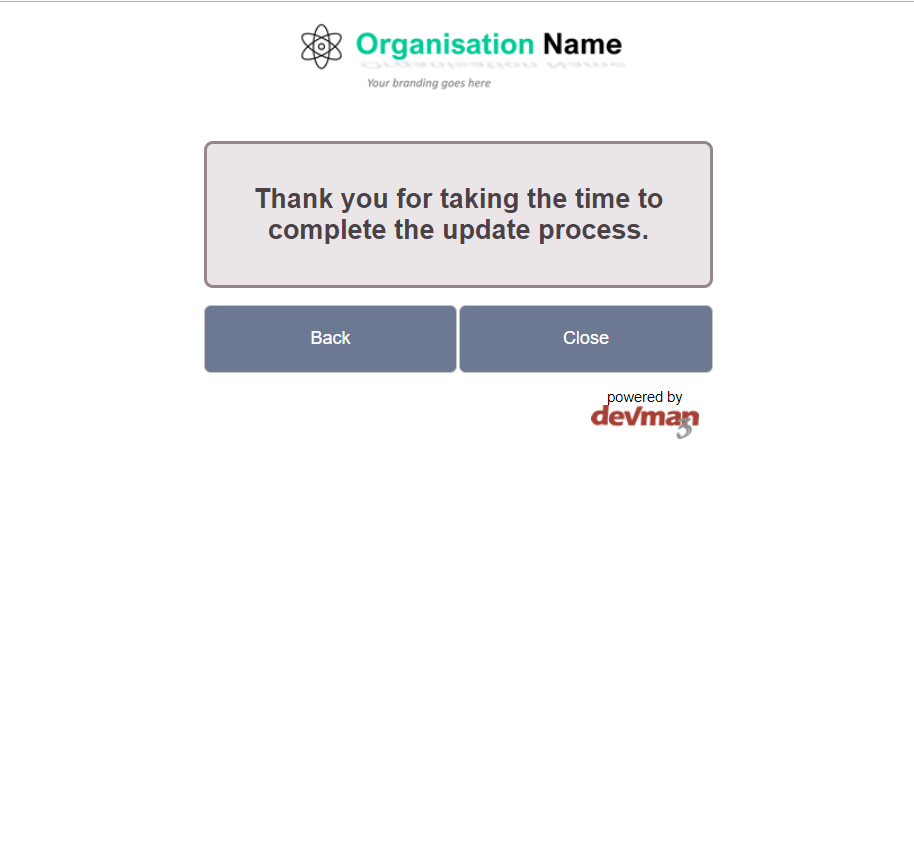 Organisation Name
Your branding goes here
Thank you for taking the time to
complete the update process.
Back
Close
powered by
devman
3